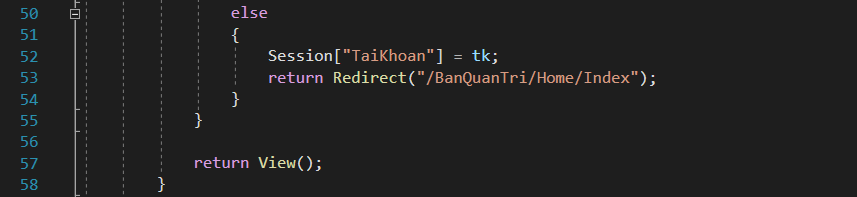 50 else
51 {
52 Session["TaiKhoan"] = tk;
53 return Redirect("/BanQuanTri/Home/Index");
54 }
55 }
56
57 return View();
58 }